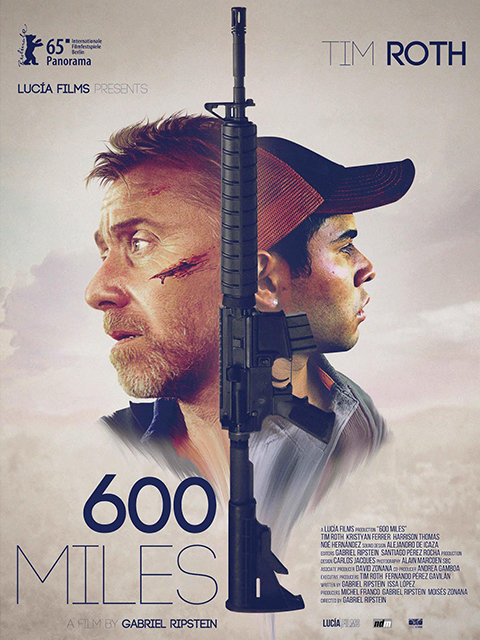 65 Internationale
Filmfestspiele
Berlin
Panorama
TIM ROTH
LUCÍA FILMS PRESENTS
600
MILES
A FILM BY GABRIEL RIPSTEIN
A LUCÍA FILMS PRODUCTION "600 MILES"
TIM ROTH KRISTYAN FERRER HARRISON THOMAS
NOÉ HERNÁNDEZ SOUND DESIGN ALEJANDRO DE ICAZA
EDITORS GABRIEL RIPSTEIN SANTIAGO PÉREZ ROCHA PRODUCTION
DESIGN CARLOS JACQUES PHOTOGRAPHY ALAIN MARCOEN SBC
ASOCIATE PRODUCER DAVID ZONANA CO-PRODUCER ANDREA GAMBOA
EXECUTIVE PRODUCERS TIM ROTH FERNANDO PÉREZ GAVILÁN
WRITTEN BY GABRIEL RIPSTEIN ISSA LÓPEZ
PRODUCERS MICHEL FRANCO GABRIEL RIPSTEIN MOISÉS ZONANA
DIRECTED BY GABRIEL RIPSTEIN
LUCÍA FILMS ndm